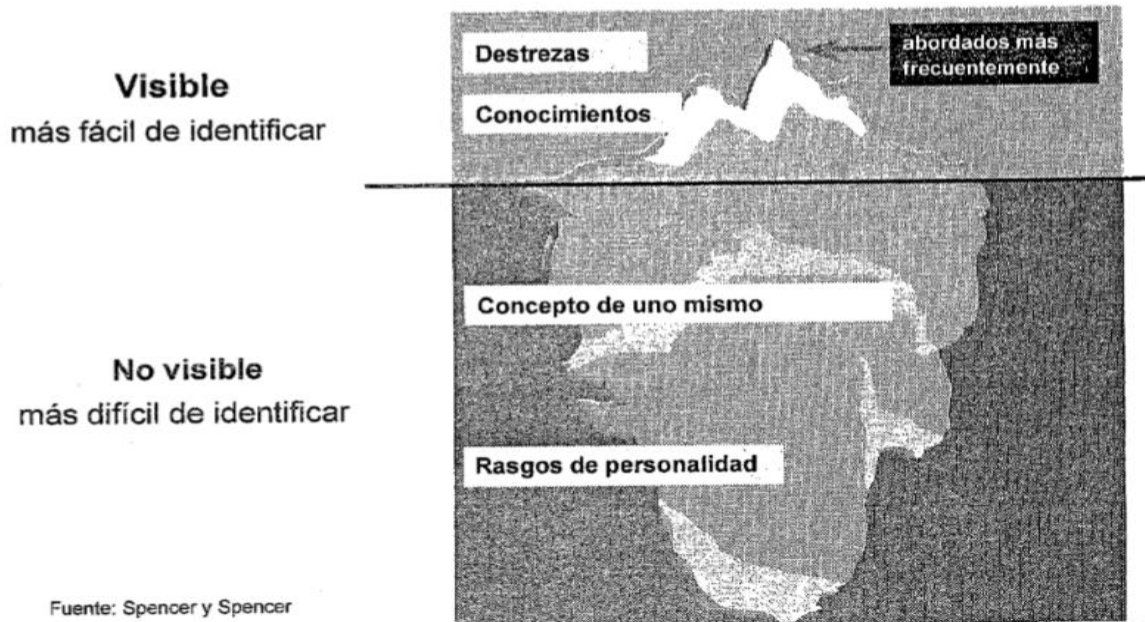 Visible
más fácil de identificar
Destrezas
abordados más
frecuentemente
Conocimientos
Concepto de uno mismo
No visible
más difícil de identificar
Rasgos de personalidad
Fuente: Spencer y Spencer